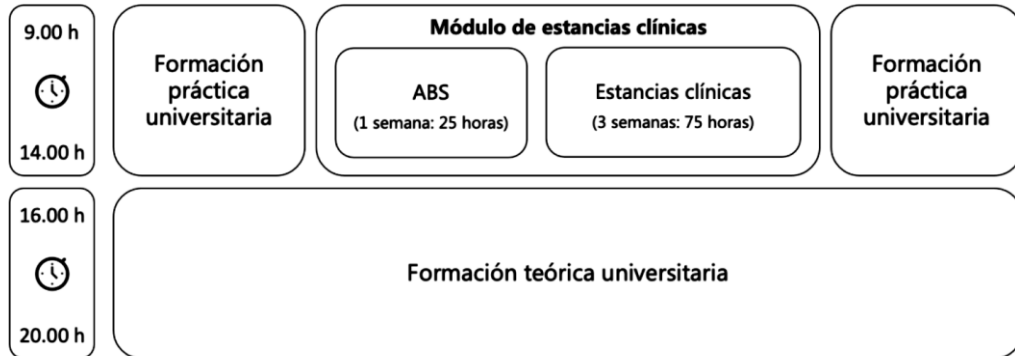 9.00 h
14.00 h
Formación
práctica
universitaria
Módulo de estancias clínicas
ABS
(1 semana: 25 horas)
Estancias clínicas
(3 semanas: 75 horas)
Formación
práctica
universitaria
16.00 h
20.00 h
Formación teórica universitaria